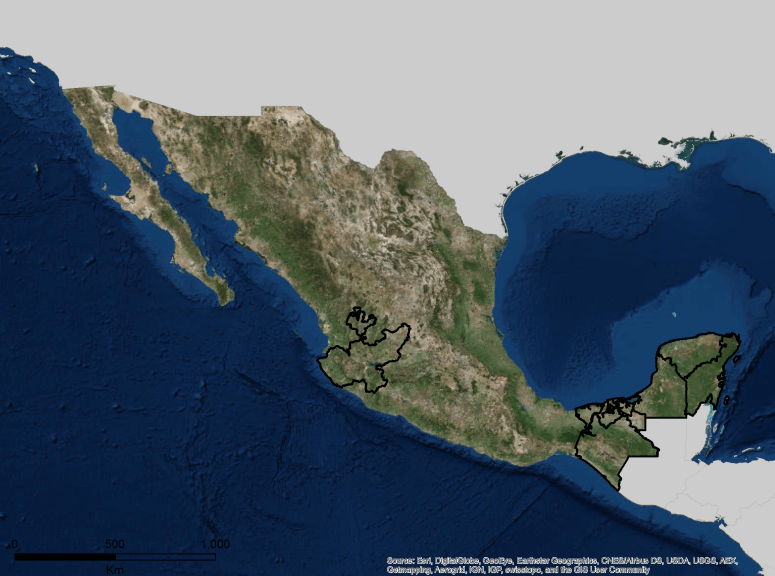 0 500 1,000
Km
Source: Esri, DigitalGlobe, GeoEye, Earthstar Geographics, CNES/Airbus DS, USDA, USGS, AEX,
Getmapping, Aerogrid, IGN, IGP, swisstopo, and the GIS User Community